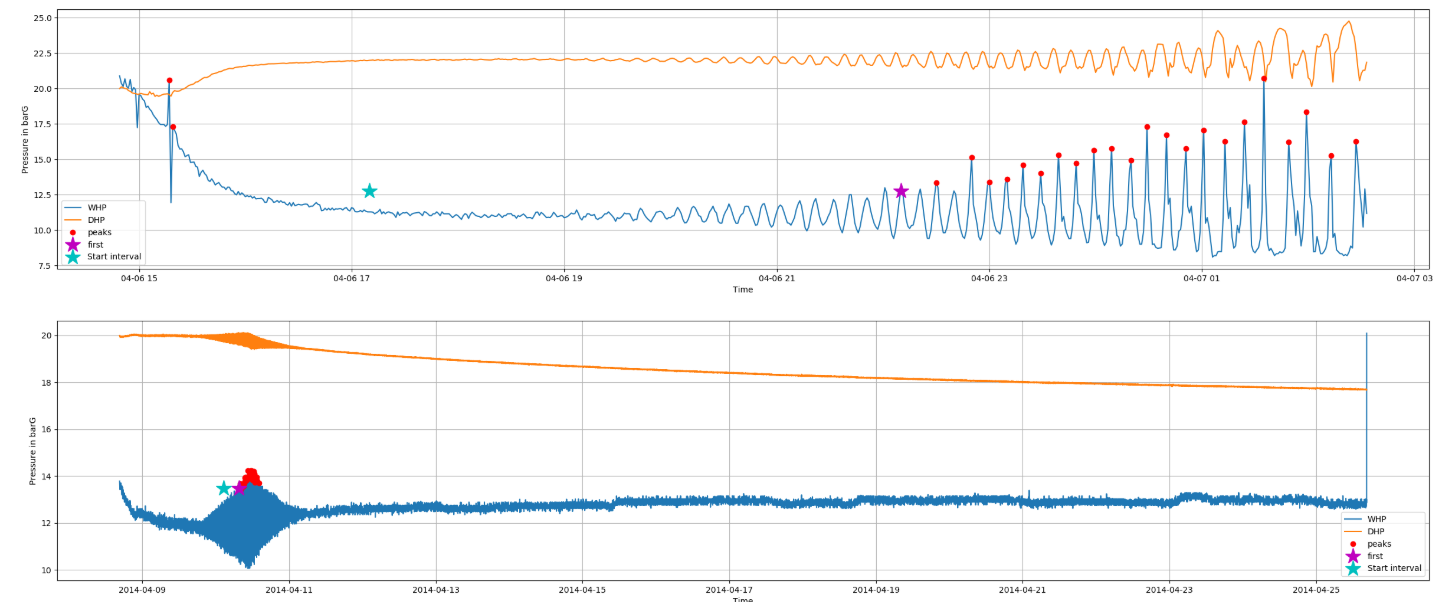 25.0
22.5
20.0
17.5
15.0
12.5
10.0
7.5
Pressure in barG
WHP
DHP
peaks
first
Start interval
04-06 15
04-06 17
04-06 19
04-06 21
04-06 23
04-07 01
04-07 03
Time
20
18
16
14
12
10
Pressure in barG
WHP
DHP
peaks
first
Start interval
2014-04-09
2014-04-11
2014-04-13
2014-04-15
2014-04-17
2014-04-19
2014-04-21
2014-04-23
2014-04-25
Time